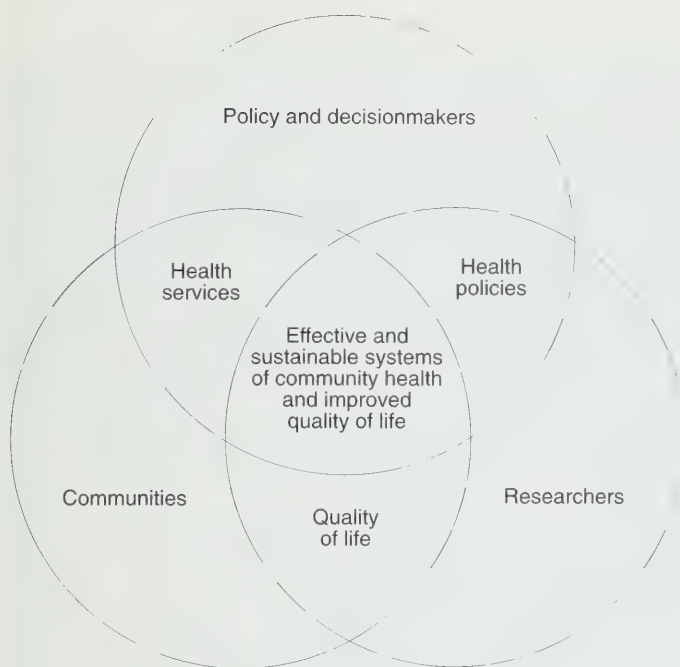 Policy and decisionmakers
Health
services
Health
policies
Effective and
sustainable systems
of community health
and improved
quality of life
Communities
Researchers
Quality
of life